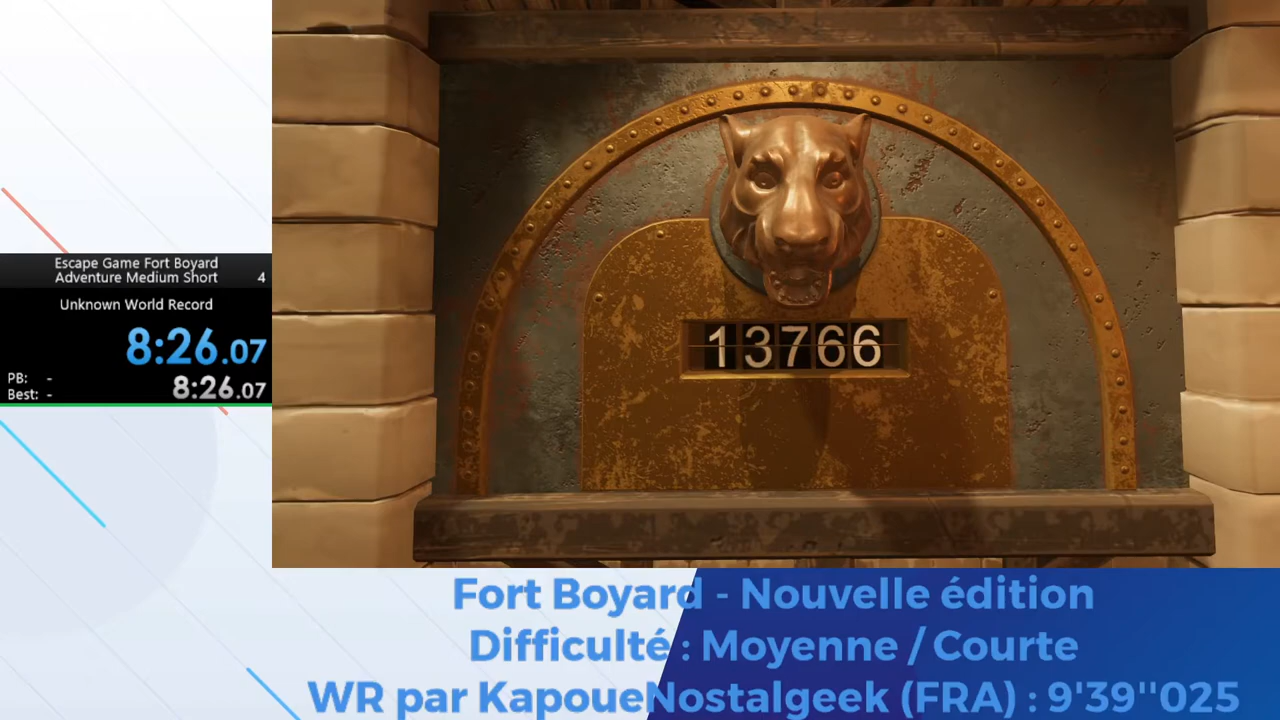 Escape Game Fort Boyard
Adventure Medium Short 4
Unknown World Record
8:26.07
PB: - 8:26.07
Best: -
13766
Fort Boyard - Nouvelle édition
Difficulté : Moyenne / Courte
WR par KapoueNostalgeek (FRA) : 9'39''025